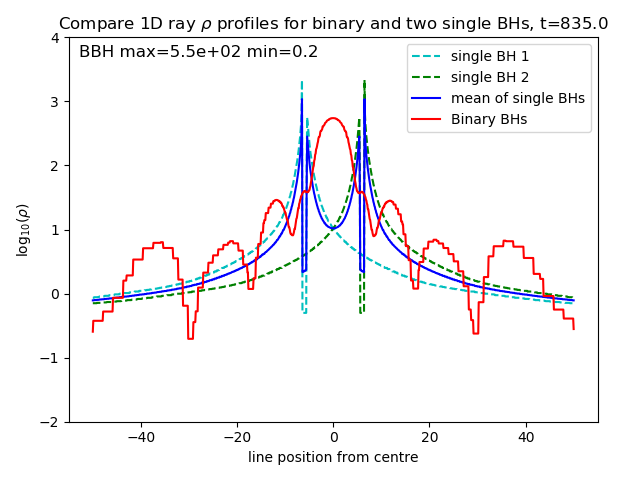 Compare 1D ray ρ profiles for binary and two single BHs, t=835.0
BBH max=5.5e+02 min=0.2
single BH 1
single BH 2
mean of single BHs
Binary BHs
log₁₀(ρ)
4
3
2
1
0
−1
−2
−40 −20 0 20 40
line position from centre